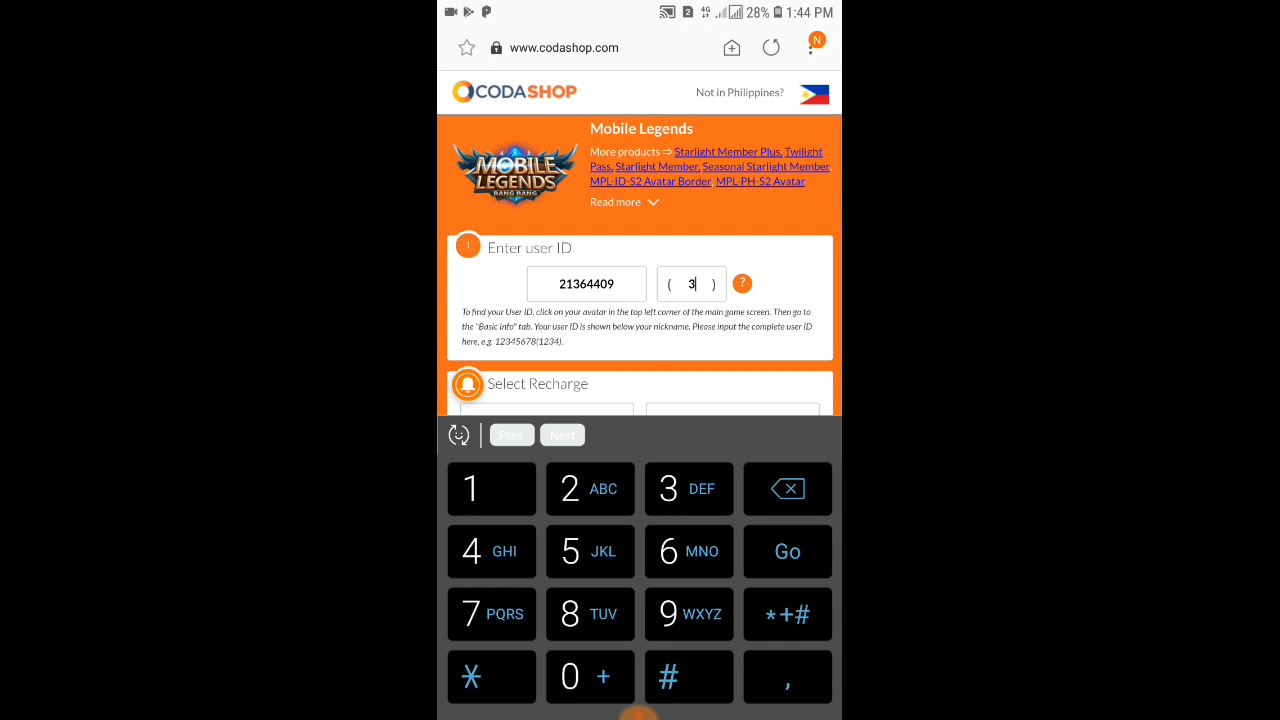 2 4G 28% 1:44 PM
www.codashop.com N
CODASHOP Not in Philippines?
Mobile Legends
More products ⇒ Starlight Member Plus, Twilight
Pass, Starlight Member, Seasonal Starlight Member,
MPL-ID-S2 Avatar Border, MPL-PH-S2 Avatar
Read more
MOBILE
LEGENDS
BANG BANG
1 Enter user ID
21364409 ( 3 ) ?
To find your User ID, click on your avatar in the top left corner of the main game screen. Then go to
the "Basic Info" tab. Your user ID is shown below your nickname. Please input the complete user ID
here, e.g. 12345678(1234).
Select Recharge
Prev. Next
1 2 ABC 3 DEF
4 GHI 5 JKL 6 MNO Go
7 PQRS 8 TUV 9 WXYZ *+#
* 0 + # ,